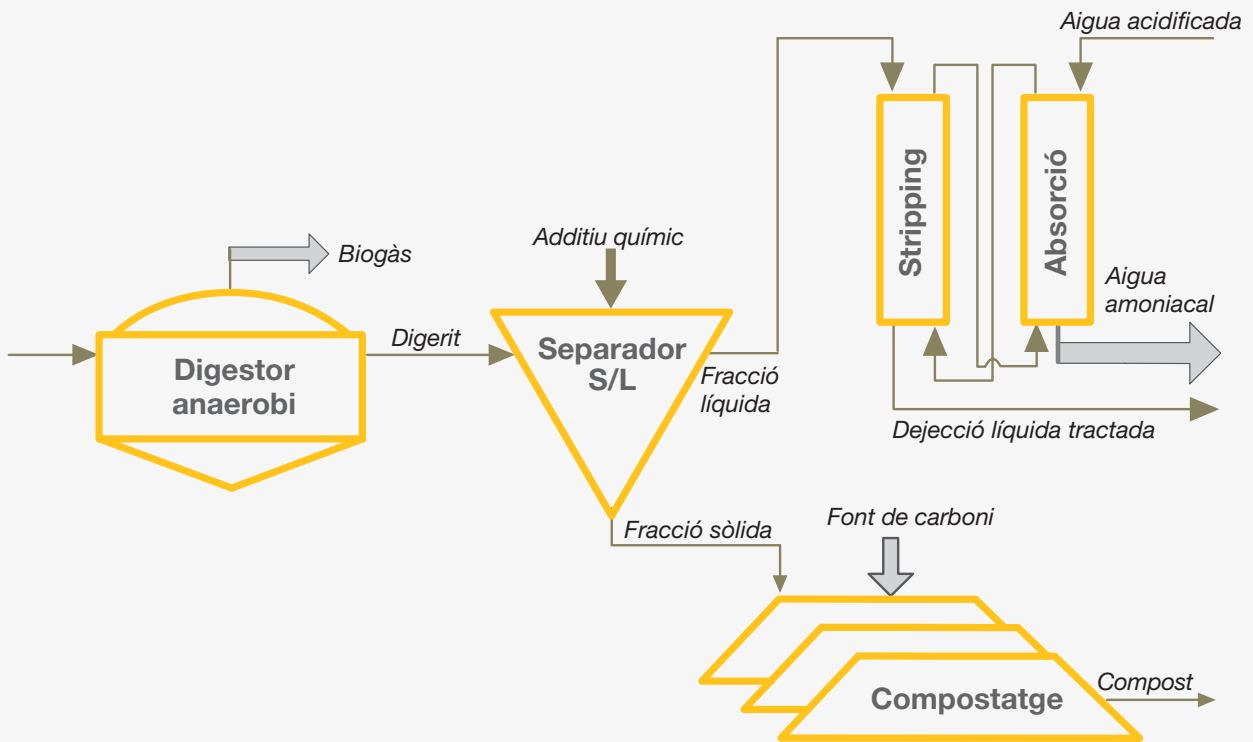 Aigua acidificada
Stripping
Absorció
Additiu químic
Biogàs
Aigua
amoniacal
Digerit
Separador
S/L
Digestor
anaerobi
Fracció
líquida
Dejecció líquida tractada
Fracció sòlida
Font de carboni
Compostatge
Compost